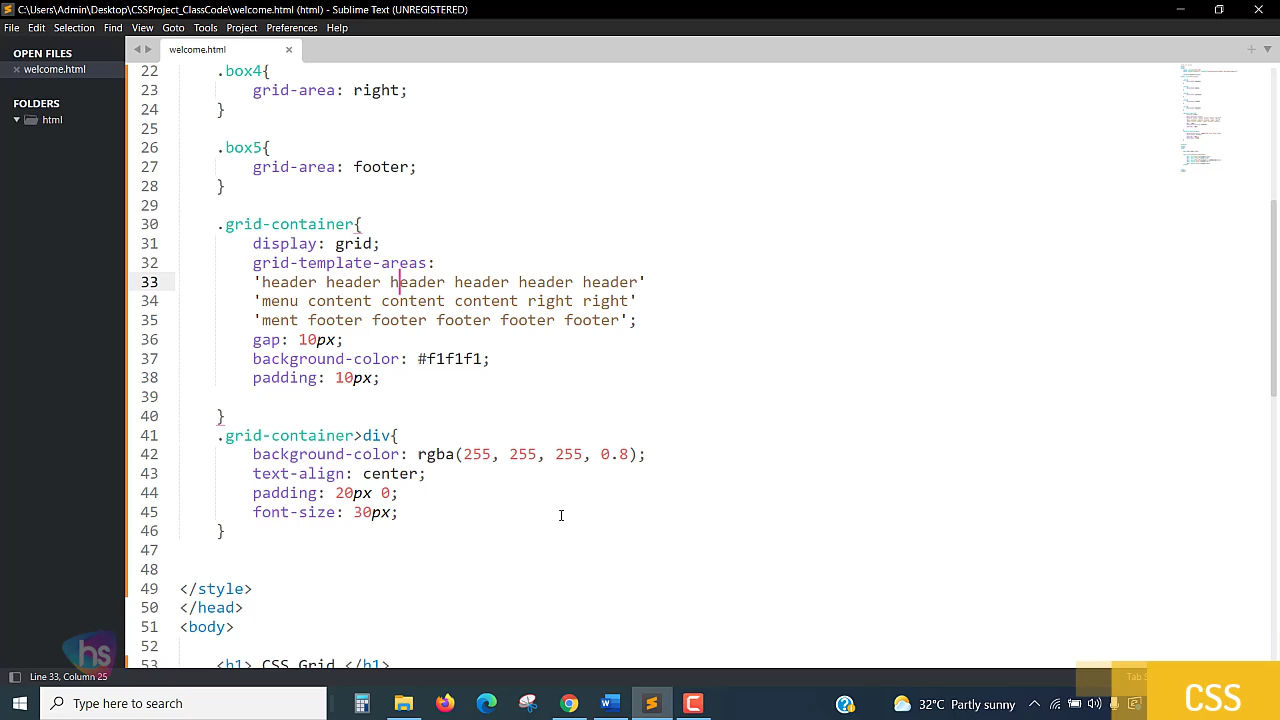 C:\Users\Admin\Desktop\CSSProject_ClassCode\welcome.html (html) - Sublime Text (UNREGISTERED)
File Edit Selection Find View Goto Tools Project Preferences Help
OPEN FILES
welcome.html
FOLDERS
html
welcome.html
22 .box4{
23 grid-area: right;
24 }
25
26 .box5{
27 grid-area: footer;
28 }
29
30 .grid-container{
31 display: grid;
32 grid-template-areas:
33 'header header header header header header'
34 'menu content content content right right'
35 'ment footer footer footer footer footer';
36 gap: 10px;
37 background-color: #f1f1f1;
38 padding: 10px;
39
40 }
41 .grid-container>div{
42 background-color: rgba(255, 255, 255, 0.8);
43 text-align: center;
44 padding: 20px 0;
45 font-size: 30px;
46 }
47
48
49 </style>
50 </head>
51 <body>
52
53 <h1> CSS Grid </h1>
hs
Line 33, Column 25
Tab S
Type here to search
32°C Partly sunny
CSS